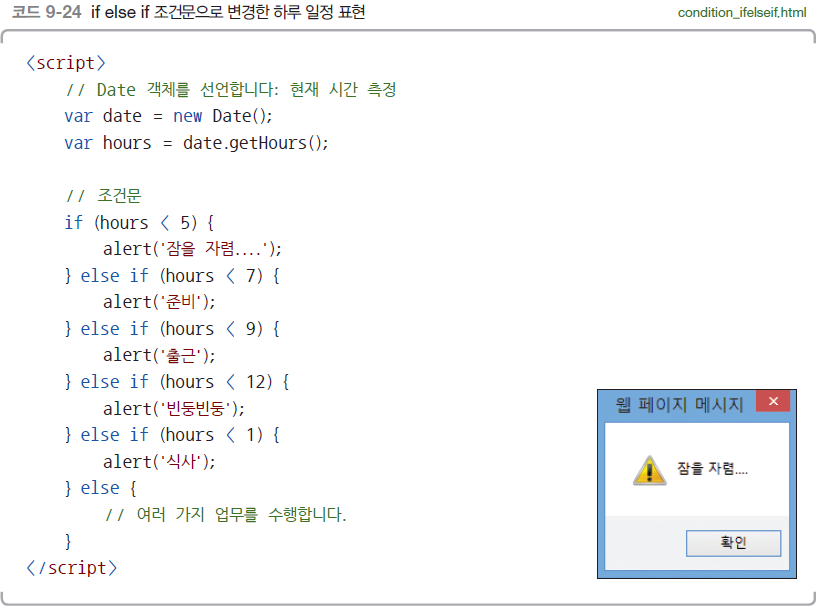 코드 9-24 if else if 조건문으로 변경한 하루 일정 표현
condition_ifelseif.html
<script>
// Date 객체를 선언합니다: 현재 시간 측정
var date = new Date();
var hours = date.getHours();
// 조건문
if (hours < 5) {
alert('잠을 자렴....');
} else if (hours < 7) {
alert('준비');
} else if (hours < 9) {
alert('출근');
} else if (hours < 12) {
alert('빈둥빈둥');
} else if (hours < 1) {
alert('식사');
} else {
// 여러 가지 업무를 수행합니다.
}
</script>
웹 페이지 메시지
잠을 자렴....
확인